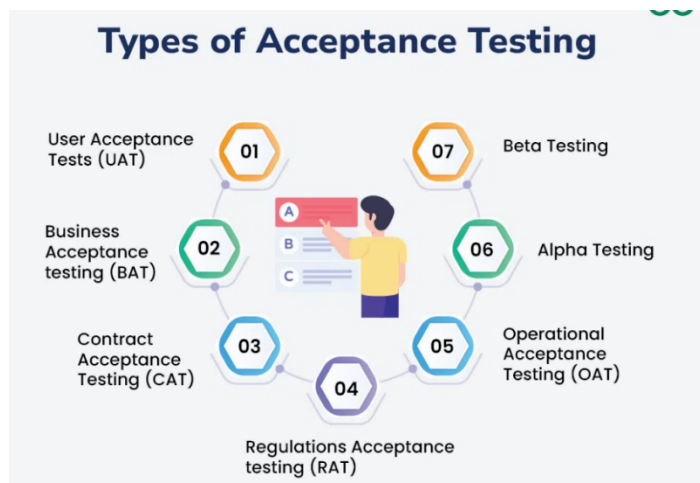 Types of Acceptance Testing
01
User Acceptance
Tests (UAT)
02
Business
Acceptance
testing (BAT)
03
Contract
Acceptance
Testing (CAT)
04
Regulations Acceptance
testing (RAT)
05
Operational
Acceptance
Testing (OAT)
06
Alpha Testing
07
Beta Testing
A
B
C